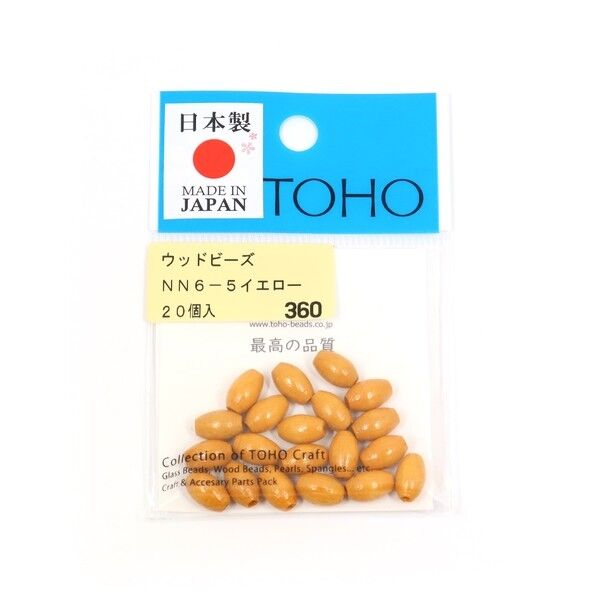 日本製
MADE IN
JAPAN
TOHO
ウッドビーズ
ＮＮ６－５イエロー
２０個入 360
www.toho-beads.co.jp
最高の品質
Collection of TOHO Craft
Glass Beads, Wood Beads, Pearls, Spangles... etc.
Craft & Accesary Parts Pack